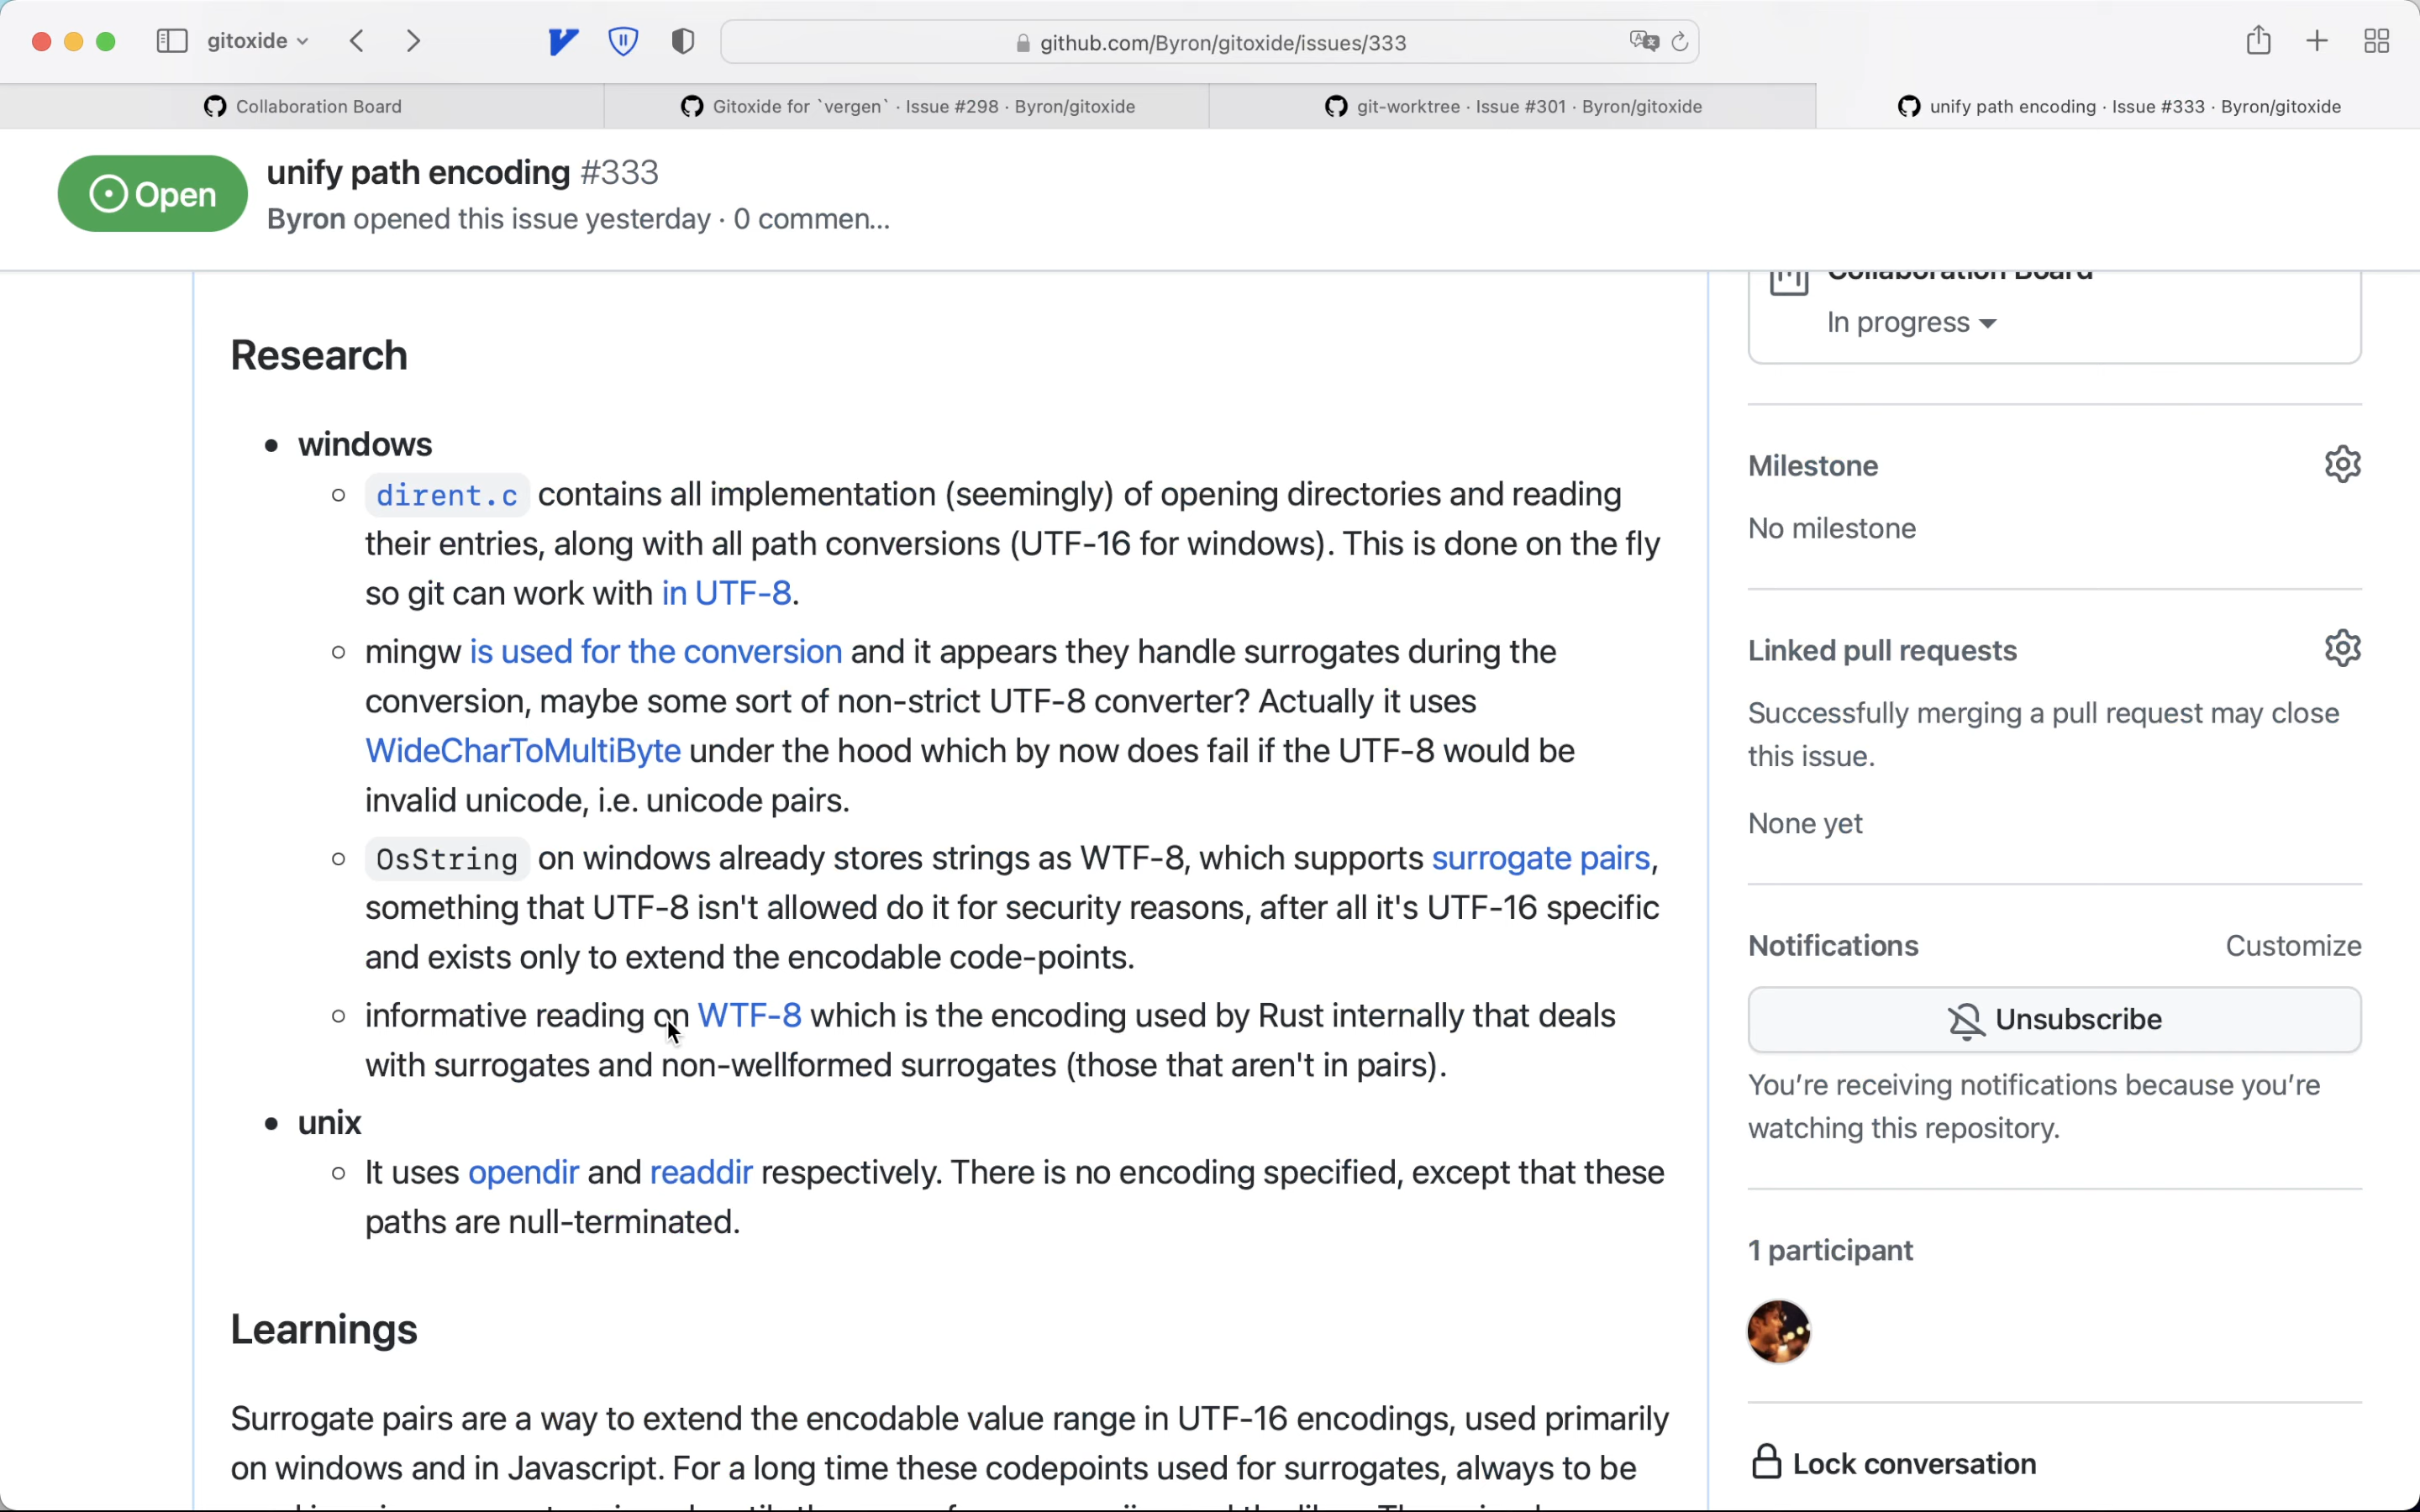 gitoxide
github.com/Byron/gitoxide/issues/333
Collaboration Board
Gitoxide for `vergen` · Issue #298 · Byron/gitoxide
git-worktree · Issue #301 · Byron/gitoxide
unify path encoding · Issue #333 · Byron/gitoxide
Open
unify path encoding #333
Byron opened this issue yesterday · 0 commen...
Research
• windows
dirent.c contains all implementation (seemingly) of opening directories and reading
their entries, along with all path conversions (UTF-16 for windows). This is done on the fly
so git can work with in UTF-8.
mingw is used for the conversion and it appears they handle surrogates during the
conversion, maybe some sort of non-strict UTF-8 converter? Actually it uses
WideCharToMultiByte under the hood which by now does fail if the UTF-8 would be
invalid unicode, i.e. unicode pairs.
OsString on windows already stores strings as WTF-8, which supports surrogate pairs,
something that UTF-8 isn't allowed do it for security reasons, after all it's UTF-16 specific
and exists only to extend the encodable code-points.
informative reading on WTF-8 which is the encoding used by Rust internally that deals
with surrogates and non-wellformed surrogates (those that aren't in pairs).
• unix
It uses opendir and readdir respectively. There is no encoding specified, except that these
paths are null-terminated.
Learnings
Surrogate pairs are a way to extend the encodable value range in UTF-16 encodings, used primarily
on windows and in Javascript. For a long time these codepoints used for surrogates, always to be
Collaboration Board
In progress
Milestone
No milestone
Linked pull requests
Successfully merging a pull request may close
this issue.
None yet
Notifications
Customize
Unsubscribe
You're receiving notifications because you're
watching this repository.
1 participant
Lock conversation